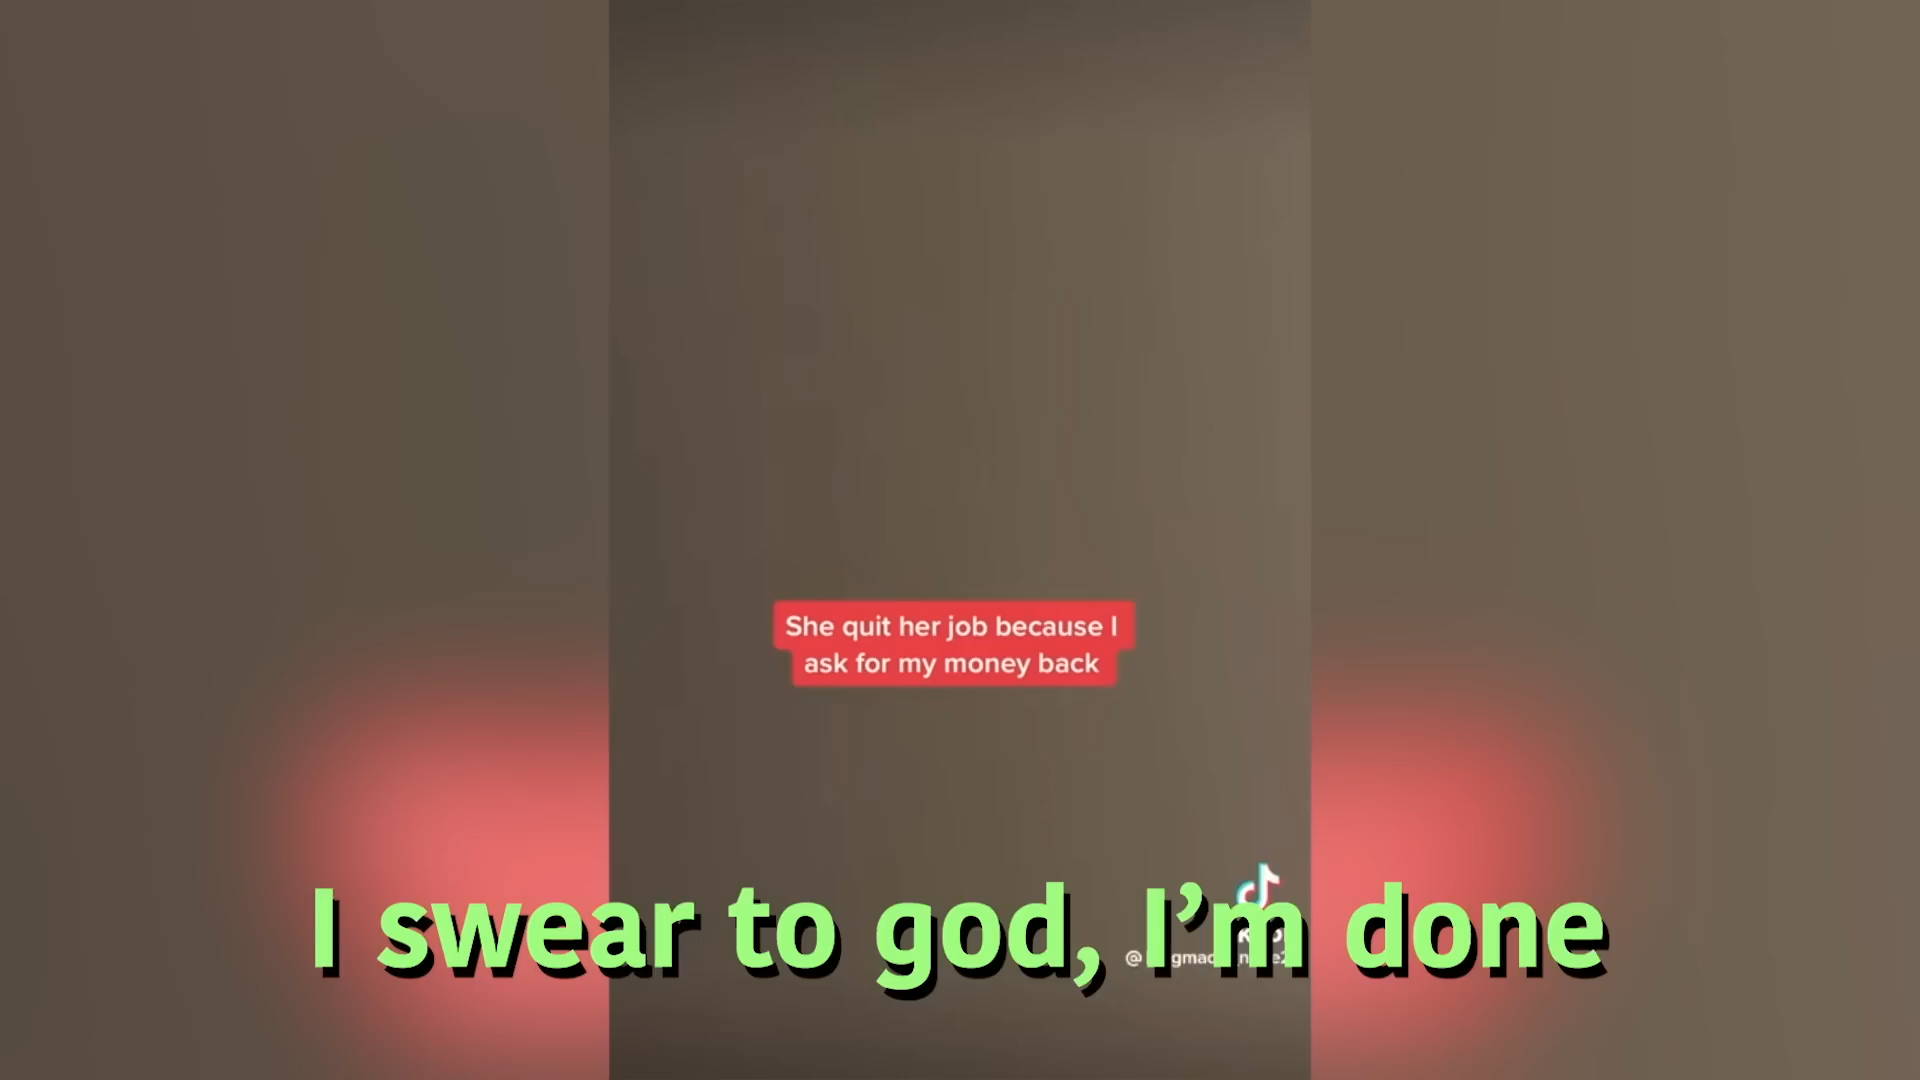 She quit her job because I
ask for my money back
I swear to god, I'm done